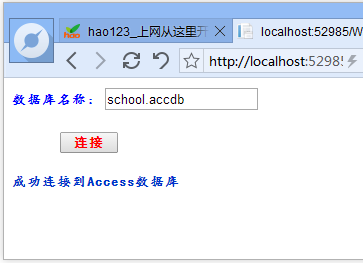 hao123_上网从这里开
localhost:52985/W
http://localhost:5298
数据库名称：
school.accdb
连接
成功连接到Access数据库